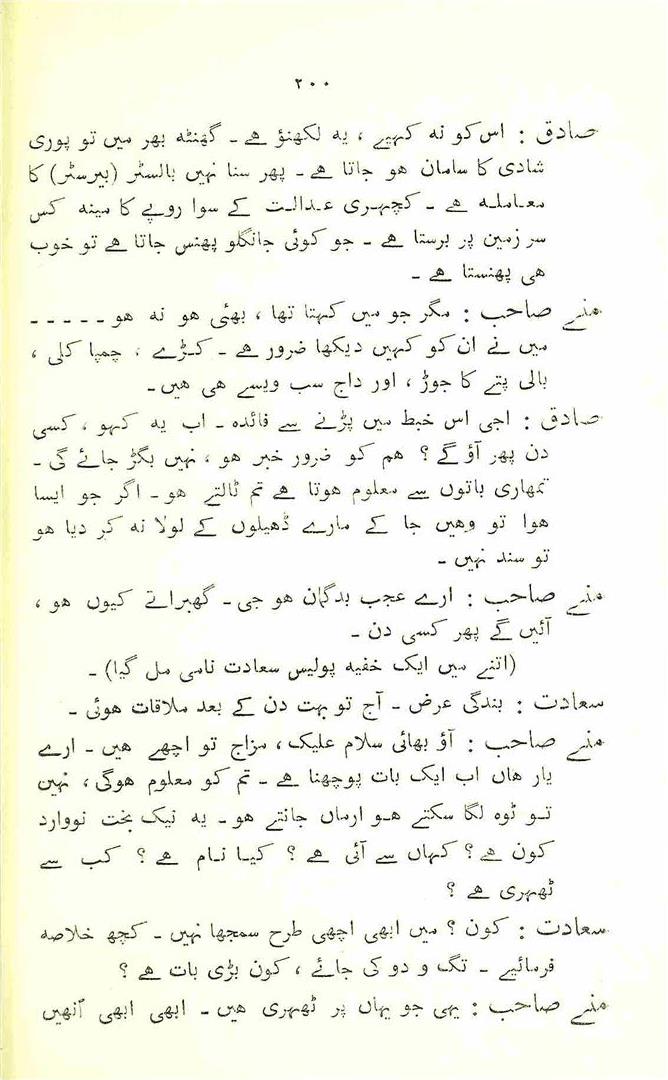 ۲۰۰
صادق : اس کو نہ کہیے ، یہ لکھنؤ ہے ۔ گھنٹہ بھر میں تو پوری
شادی کا سامان ہو جاتا ہے ۔ پھر سنا نہیں بالسٹر (بیرسٹر) کا
معاملہ ہے ۔ کچہری عدالت کے سوا روپے کا مینہ کس
سر زمین پر برستا ہے ۔ جو کوئی جانگلو پھنس جاتا ہے تو خوب
ہی پھنستا ہے ۔
منے صاحب : مگر جو میں کہتا تھا ، بھئی ہو نہ ہو - - - - -
میں نے ان کو کہیں دیکھا ضرور ہے ۔ کڑے ، چمپا کلی ،
بالی پتے کا جوڑ ، اور داج سب ویسے ہی ہیں ۔
صادق : اجی اس خبط میں پڑنے سے فائدہ ۔ اب یہ کہو ، کسی
دن پھر آؤ گے ؟ ہم کو ضرور خبر ہو ، نہیں بگڑ جائے گی ۔
تمھاری باتوں سے معلوم ہوتا ہے تم ٹالتے ہو ۔ اگر جو ایسا
ہوا تو وہیں جا کے مارے ڈھیلوں کے لولا نہ کر دیا ہو
تو سند نہیں ۔
منے صاحب : ارے عجب بدگمان ہو جی ۔ گھبراتے کیوں ہو ،
آئیں گے پھر کسی دن ۔
(اتنے میں ایک خفیہ پولیس سعادت نامی مل گیا) ۔
سعادت : بندگی عرض ۔ آج تو بہت دن کے بعد ملاقات ہوئی ۔
منے صاحب : آؤ بھائی سلام علیک ، مزاج تو اچھے ہیں ۔ ارے
یار ہاں اب ایک بات پوچھنا ہے ۔ تم کو معلوم ہوگی ، نہین
تو ٹوہ لگا سکتے ہو ارماں جانتے ہو ۔ یہ نیک بخت نووارد
کون ہے ؟ کہاں سے آئی ہے ؟ کیا نام ہے ؟ کب سے
ٹھہری ہے ؟
سعادت : کون ؟ میں ابھی اچھی طرح سمجھا نہیں ۔ کچھ خلاصہ
فرمائیے ۔ تگ و دو کی جائے ، کون بڑی بات ہے ؟
منے صاحب : یہی جو یہاں پر ٹھہری ہیں ۔ ابھی ابھی اُنھیں